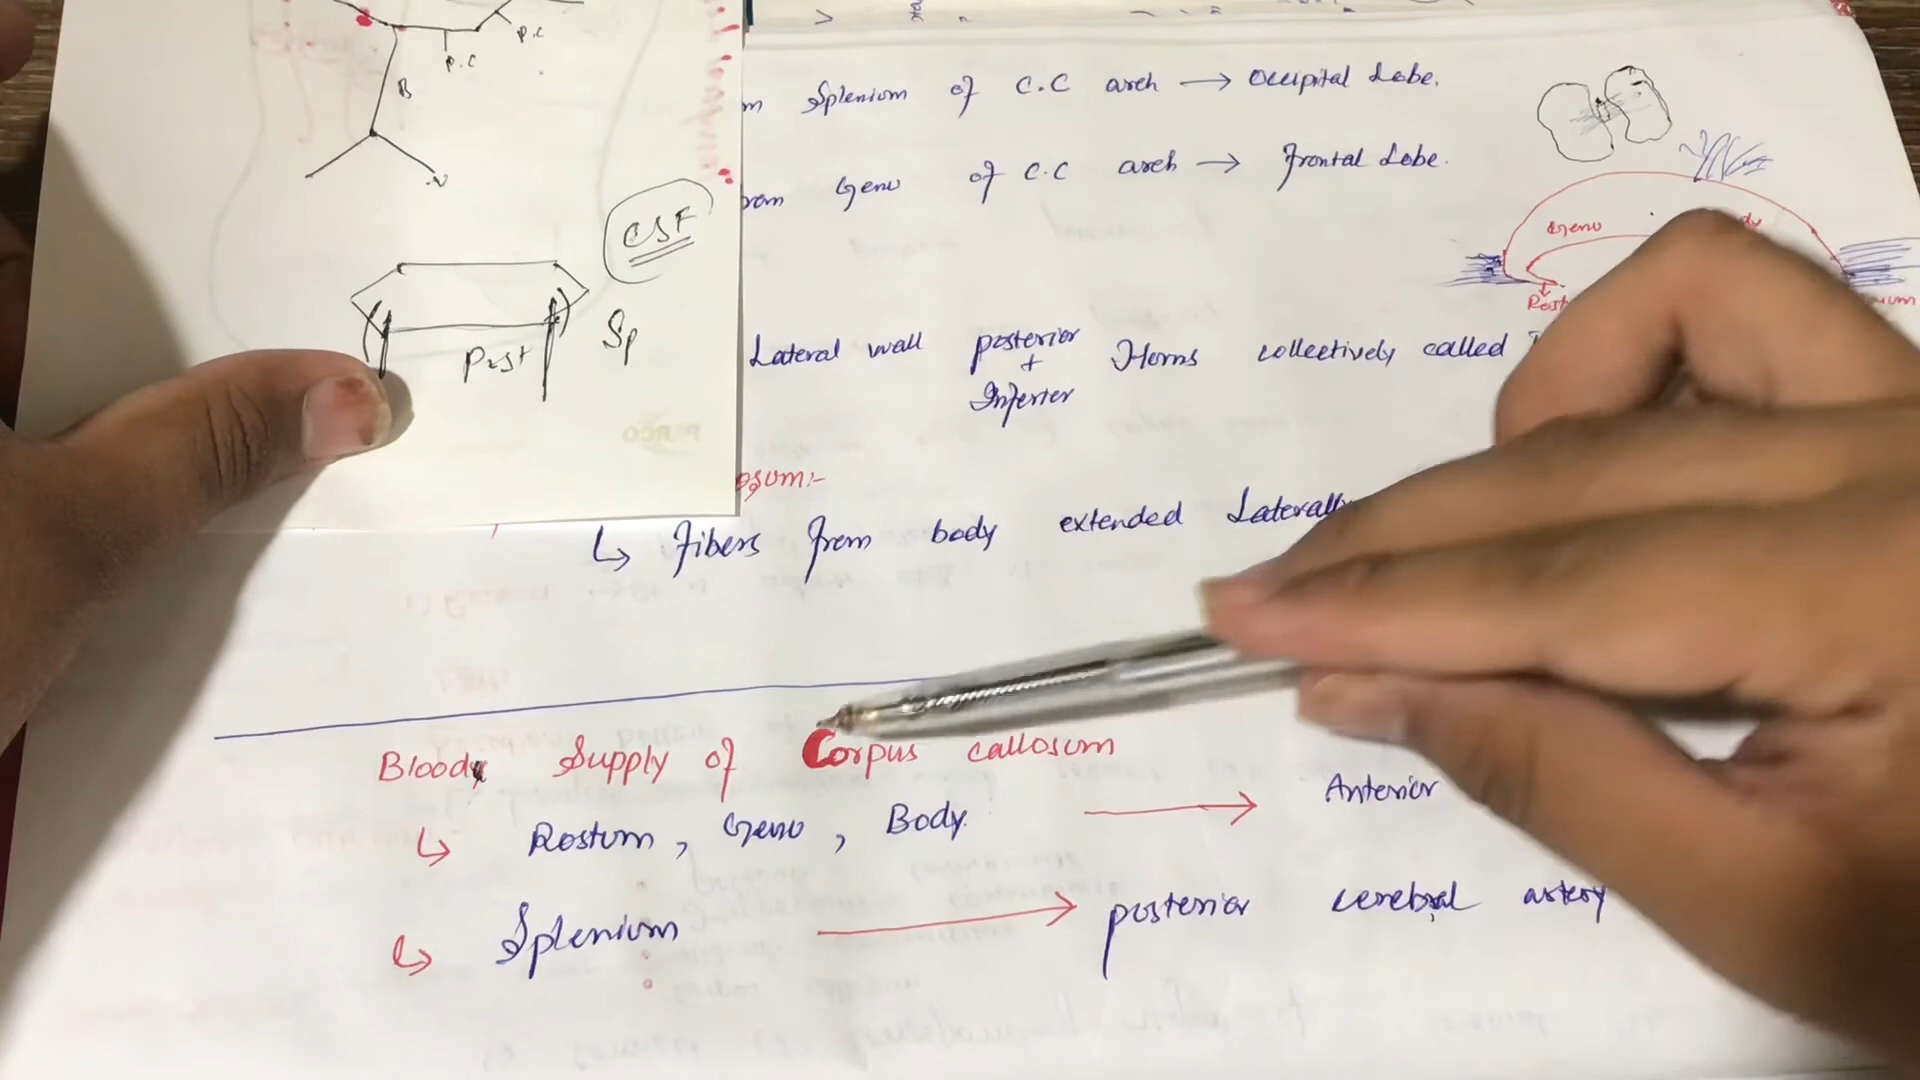 P.C
P.C
B
CSF
Sp
Post
Splenium of C.C arch → Occipital Lobe.
Genu of C.C arch → Frontal Lobe.
Genu
Lateral wall posterior + Inferior Horns collectively called
↳ Fibers from body extended Laterally
Blood Supply of Corpus callosum
↳ Rostum, Genu, Body. → Anterior
↳ Splenium → posterior cerebral artery